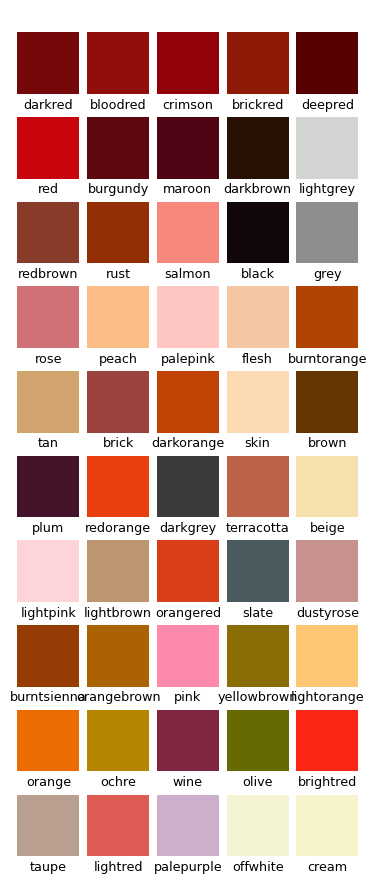 darkred bloodred crimson brickred deepred
red burgundy maroon darkbrown lightgrey
redbrown rust salmon black grey
rose peach palepink flesh burntorange
tan brick darkorange skin brown
plum redorange darkgrey terracotta beige
lightpink lightbrown orangered slate dustyrose
burntsienna orangebrown pink yellowbrown lightorange
orange ochre wine olive brightred
taupe lightred palepurple offwhite cream